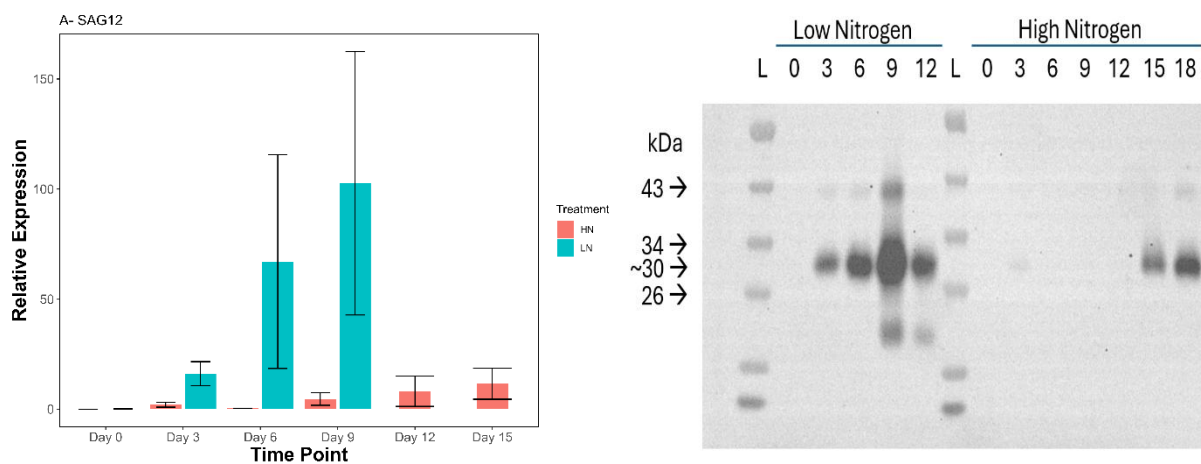 A- SAG12
Relative Expression
150
100
50
0
Day 0 Day 3 Day 6 Day 9 Day 12 Day 15
Time Point
Treatment
HN
LN
Low Nitrogen High Nitrogen
L 0 3 6 9 12 L 0 3 6 9 12 15 18
kDa
43→
34→
~30→
26→